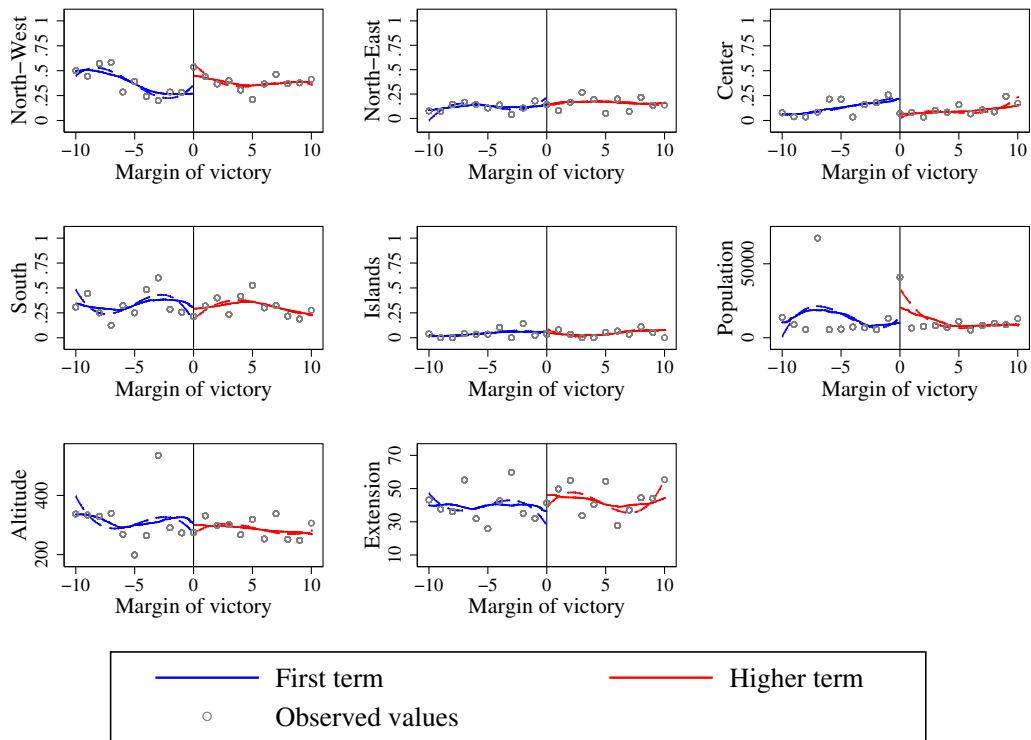 North−West
0 .25 .5 .75 1
−10 −5 0 5 10
Margin of victory
North−East
0 .25 .5 .75 1
−10 −5 0 5 10
Margin of victory
Center
0 .25 .5 .75 1
−10 −5 0 5 10
Margin of victory
South
0 .25 .5 .75 1
−10 −5 0 5 10
Margin of victory
Islands
0 .25 .5 .75 1
−10 −5 0 5 10
Margin of victory
Population
50000
−10 −5 0 5 10
Margin of victory
Altitude
200 400
−10 −5 0 5 10
Margin of victory
Extension
10 30 50 70
−10 −5 0 5 10
Margin of victory
First term
Higher term
Observed values